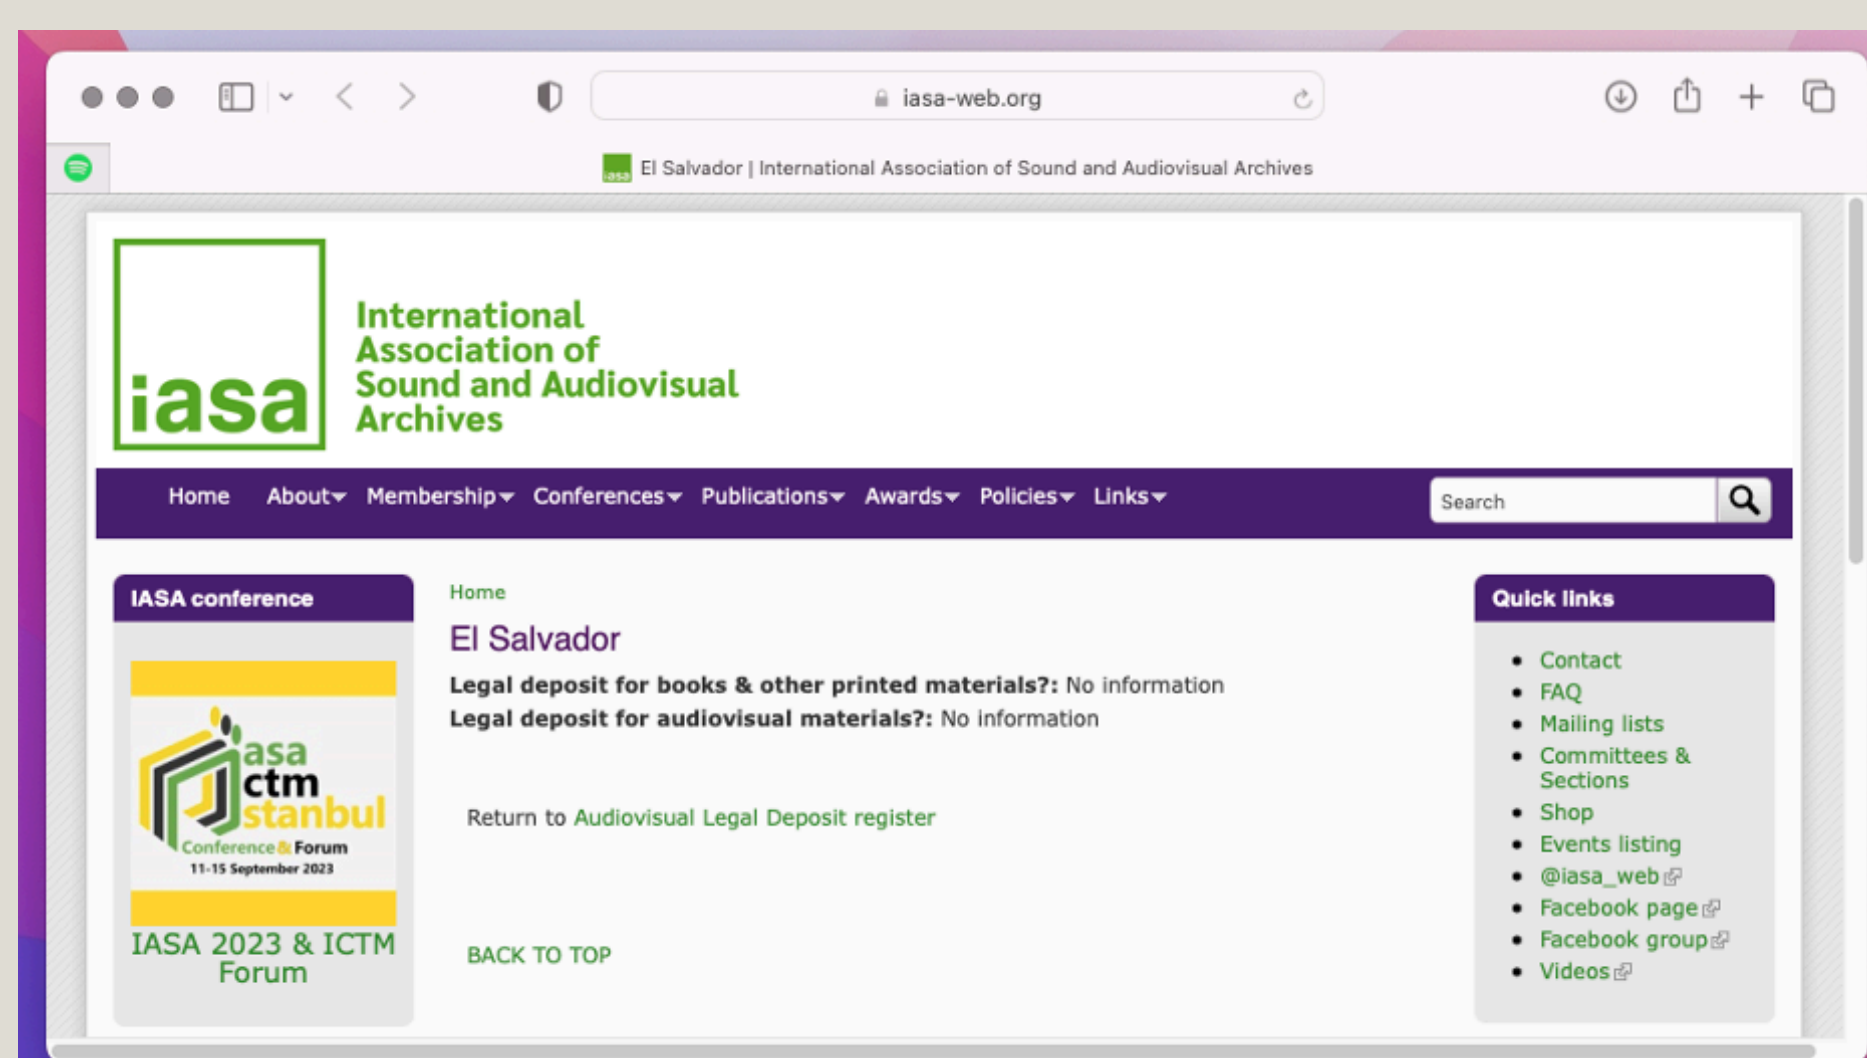 iasa-web.org
iasa
El Salvador | International Association of Sound and Audiovisual Archives
iasa
International
Association of
Sound and Audiovisual
Archives
Home About Membership Conferences Publications Awards Policies Links
Search
IASA conference
iasa
ictm
istanbul
Conference & Forum
11-15 September 2023
IASA 2023 & ICTM
Forum
Home
El Salvador
Legal deposit for books & other printed materials?: No information
Legal deposit for audiovisual materials?: No information
Return to Audiovisual Legal Deposit register
BACK TO TOP
Quick links
Contact
FAQ
Mailing lists
Committees &
Sections
Shop
Events listing
@iasa_web
Facebook page
Facebook group
Videos